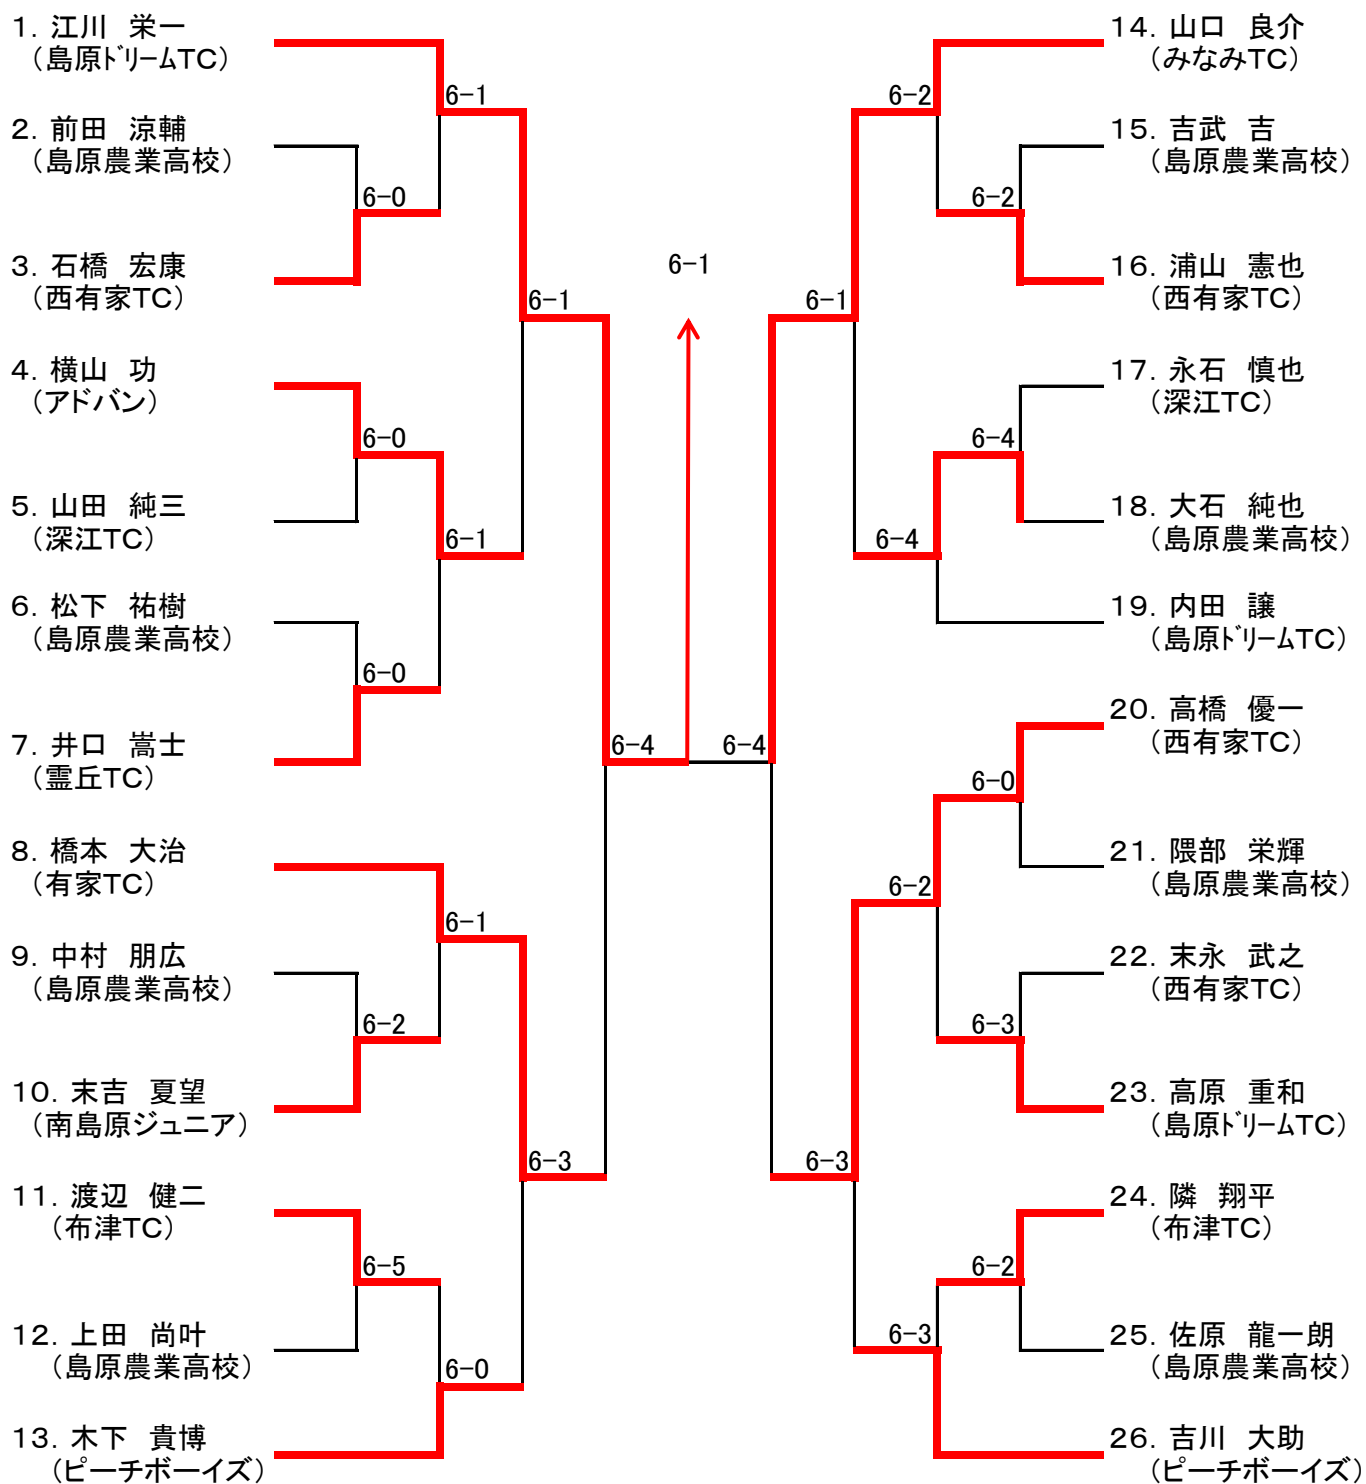 1. 江川　栄一
（島原ﾄﾞﾘｰﾑTC）
2. 前田　涼輔
（島原農業高校）
3. 石橋　宏康
（西有家TC）
4. 横山　功
（アドバン）
5. 山田　純三
（深江TC）
6. 松下　祐樹
（島原農業高校）
7. 井口　嵩士
（霊丘TC）
8. 橋本　大治
（有家TC）
9. 中村　朋広
（島原農業高校）
10. 末吉　夏望
（南島原ジュニア）
11. 渡辺　健二
（布津TC）
12. 上田　尚叶
（島原農業高校）
13. 木下　貴博
（ピーチボーイズ）
6-0
6-0
6-0
6-2
6-5
6-1
6-1
6-1
6-0
6-1
6-3
6-4
6-1
6-4
6-1
6-3
6-2
6-4
6-2
6-3
6-2
6-4
6-0
6-3
6-2
14. 山口　良介
（みなみTC）
15. 吉武　吉
（島原農業高校）
16. 浦山　憲也
（西有家TC）
17. 永石　慎也
（深江TC）
18. 大石　純也
（島原農業高校）
19. 内田　譲
（島原ﾄﾞﾘｰﾑTC）
20. 高橋　優一
（西有家TC）
21. 隈部　栄輝
（島原農業高校）
22. 末永　武之
（西有家TC）
23. 高原　重和
（島原ﾄﾞﾘｰﾑTC）
24. 隣　翔平
（布津TC）
25. 佐原　龍一朗
（島原農業高校）
26. 吉川　大助
（ピーチボーイズ）